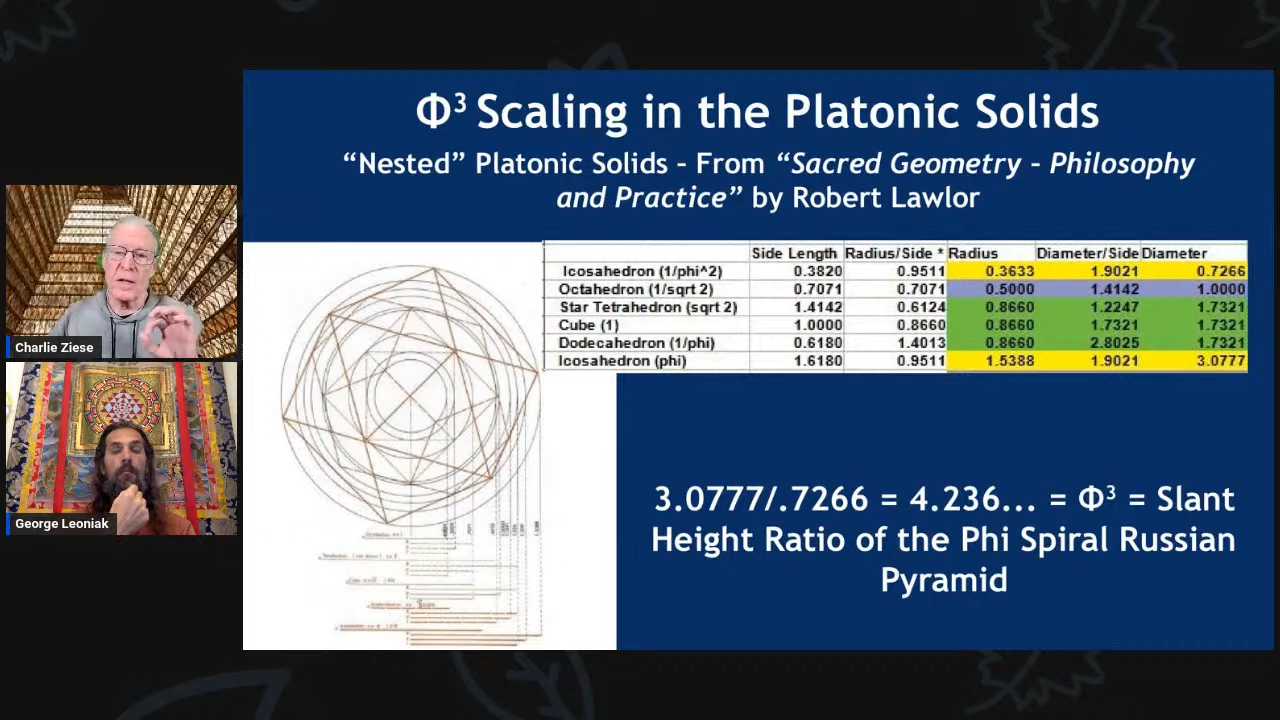 Φ³ Scaling in the Platonic Solids
“Nested” Platonic Solids – From “Sacred Geometry – Philosophy
and Practice” by Robert Lawlor
Side Length Radius/Side * Radius Diameter/Side Diameter
Icosahedron (1/phi^2) 0.3820 0.9511 0.3633 1.9021 0.7266
Octahedron (1/sqrt 2) 0.7071 0.7071 0.5000 1.4142 1.0000
Star Tetrahedron (sqrt 2) 1.4142 0.6124 0.8660 1.2247 1.7321
Cube (1) 1.0000 0.8660 0.8660 1.7321 1.7321
Dodecahedron (1/phi) 0.6180 1.4013 0.8660 2.8025 1.7321
Icosahedron (phi) 1.6180 0.9511 1.5388 1.9021 3.0777
3.0777/.7266 = 4.236... = Φ³ = Slant
Height Ratio of the Phi Spiral Russian
Pyramid
Charlie Ziese
George Leoniak